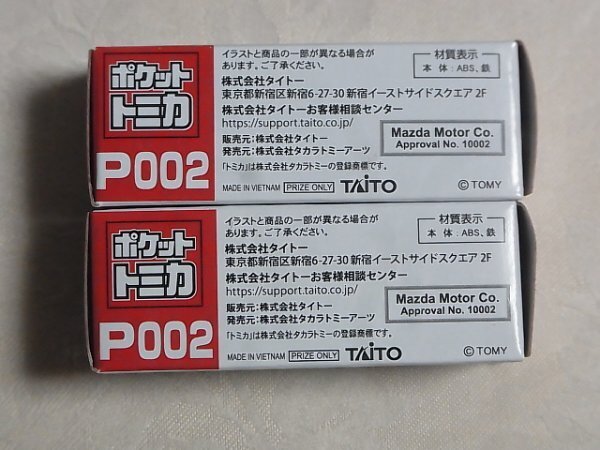 ポケット
トミカ
P002
イラストと商品の一部が異なる場合が
あります。ご了承ください。
株式会社タイトー
東京都新宿区新宿6-27-30 新宿イーストサイドスクエア 2F
株式会社タイトーお客様相談センター
https://support.taito.co.jp/
販売元：株式会社タイトー
発売元：株式会社タカラトミーアーツ
「トミカ」は株式会社タカラトミーの登録商標です。
MADE IN VIETNAM PRIZE ONLY TAITO
材質表示
本体：ABS、鉄
Mazda Motor Co.
Approval No. 10002
©TOMY
ポケット
トミカ
P002
イラストと商品の一部が異なる場合が
あります。ご了承ください。
株式会社タイトー
東京都新宿区新宿6-27-30 新宿イーストサイドスクエア 2F
株式会社タイトーお客様相談センター
https://support.taito.co.jp/
販売元：株式会社タイトー
発売元：株式会社タカラトミーアーツ
「トミカ」は株式会社タカラトミーの登録商標です。
MADE IN VIETNAM PRIZE ONLY TAITO
材質表示
本体：ABS、鉄
Mazda Motor Co.
Approval No. 10002
©TOMY